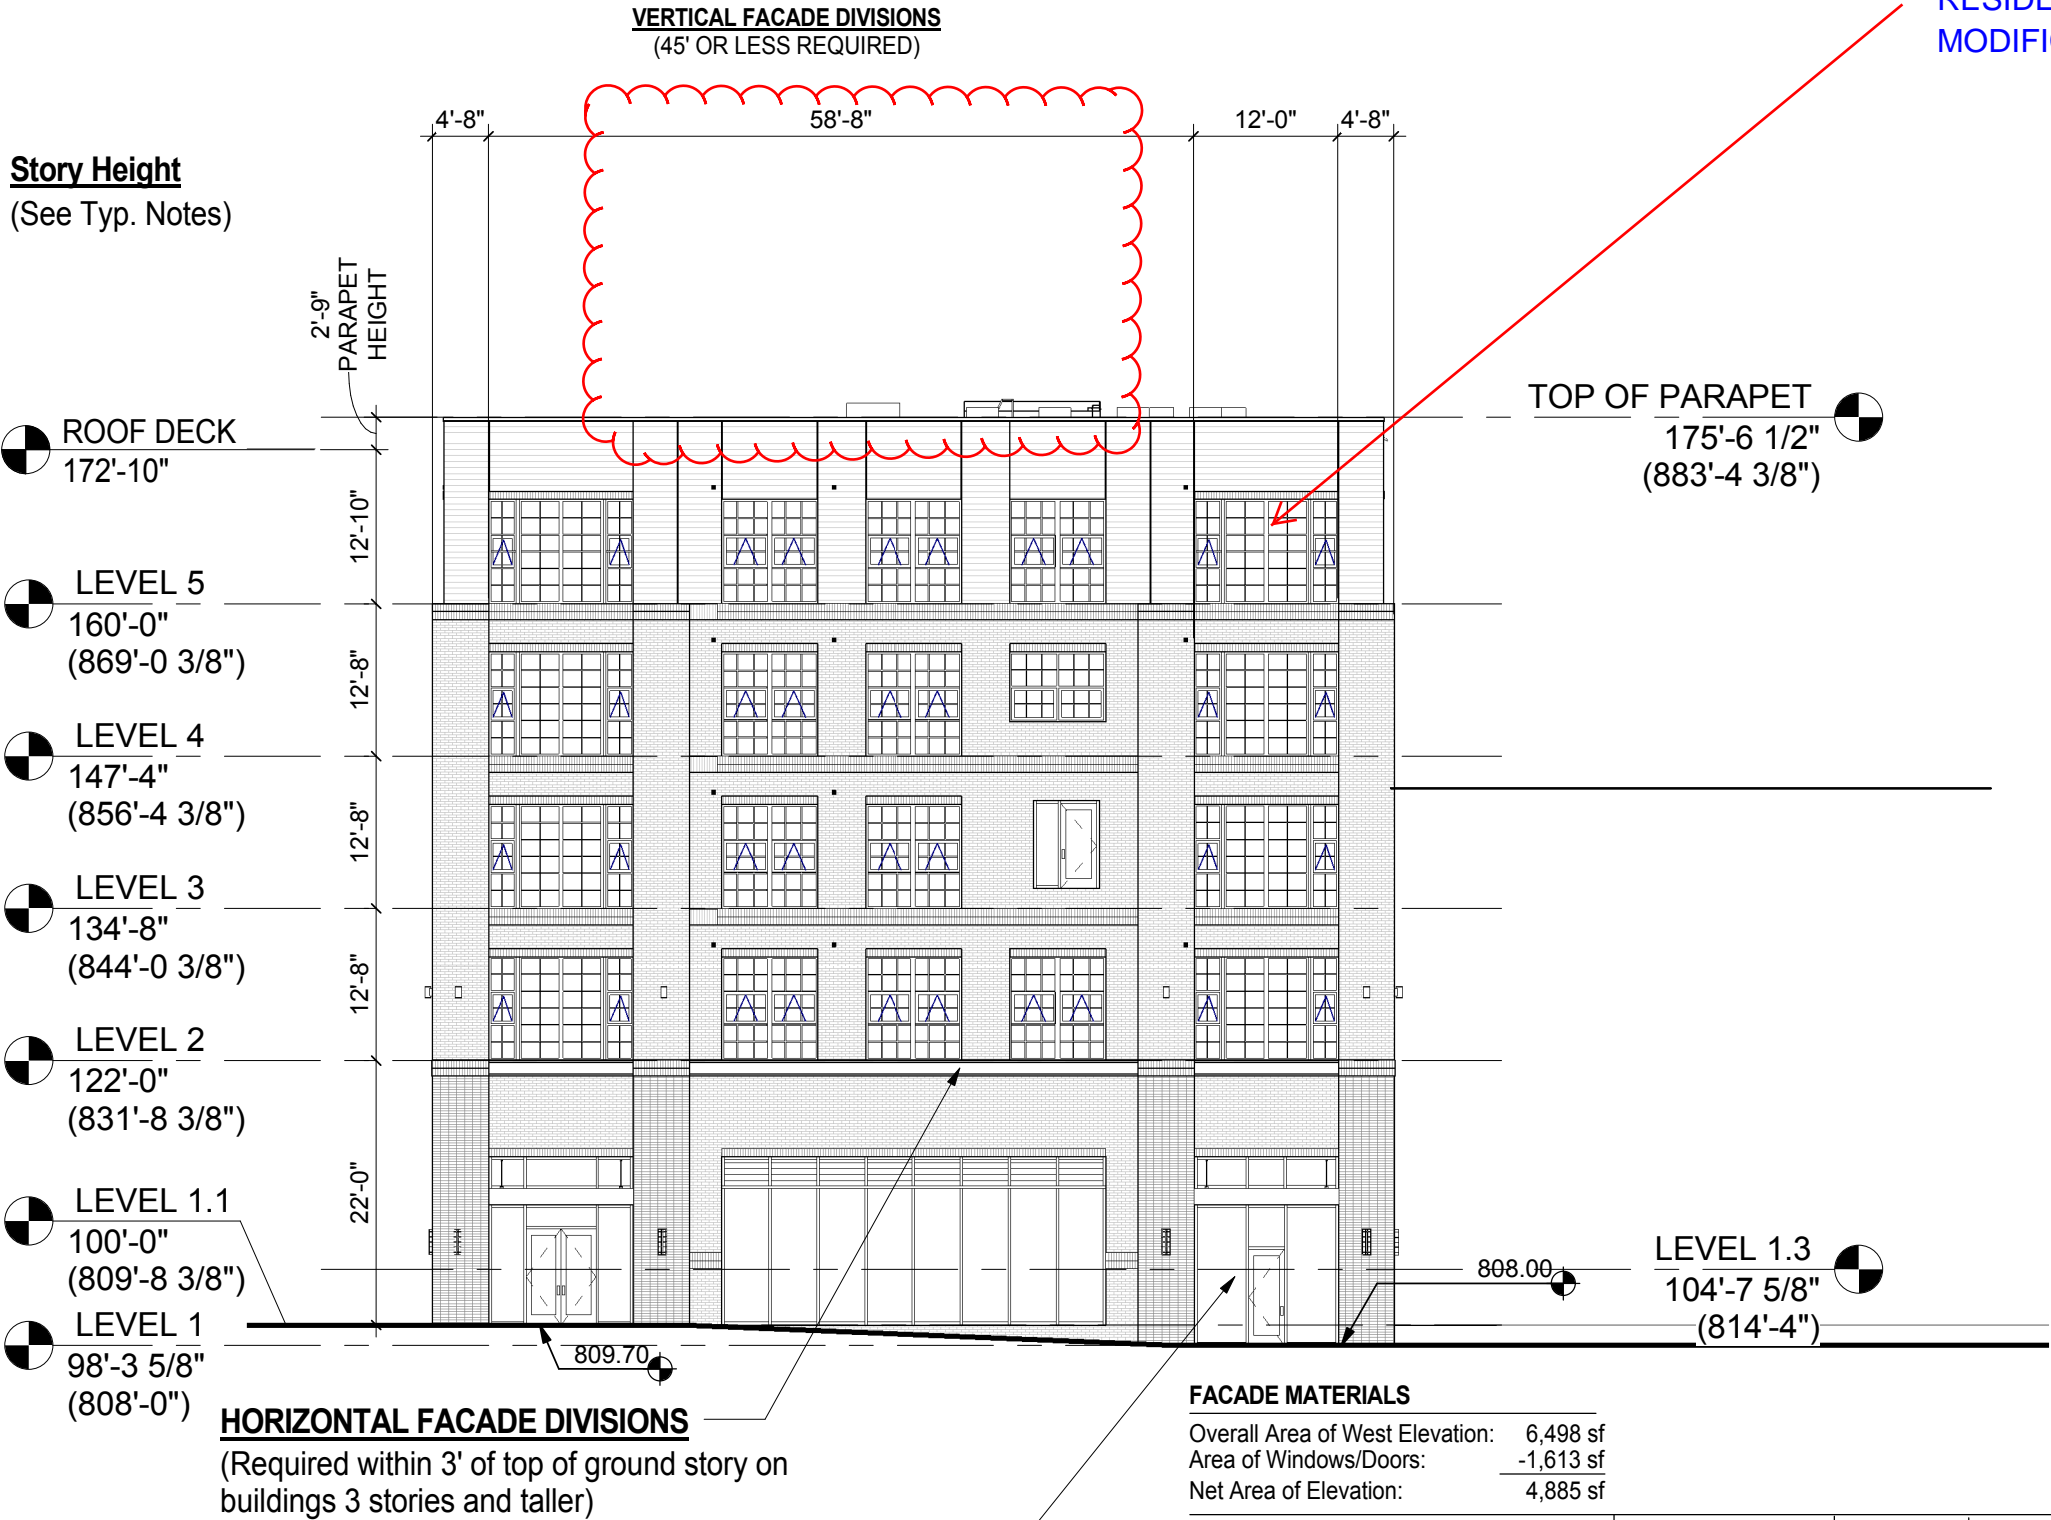 VERTICAL FACADE DIVISIONS
(45' OR LESS REQUIRED)
4'-8"
58'-8"
12'-0"
4'-8"
Story Height
(See Typ. Notes)
2'-9"
PARAPET
HEIGHT
ROOF DECK
172'-10"
TOP OF PARAPET
175'-6 1/2"
(883'-4 3/8")
12'-10"
LEVEL 5
160'-0"
(869'-0 3/8")
12'-8"
LEVEL 4
147'-4"
(856'-4 3/8")
12'-8"
LEVEL 3
134'-8"
(844'-0 3/8")
12'-8"
LEVEL 2
122'-0"
(831'-8 3/8")
22'-0"
LEVEL 1.1
100'-0"
(809'-8 3/8")
LEVEL 1
98'-3 5/8"
(808'-0")
808.00
LEVEL 1.3
104'-7 5/8"
(814'-4")
809.70
HORIZONTAL FACADE DIVISIONS
(Required within 3' of top of ground story on
buildings 3 stories and taller)
FACADE MATERIALS
Overall Area of West Elevation: 6,498 sf
Area of Windows/Doors: -1,613 sf
Net Area of Elevation: 4,885 sf